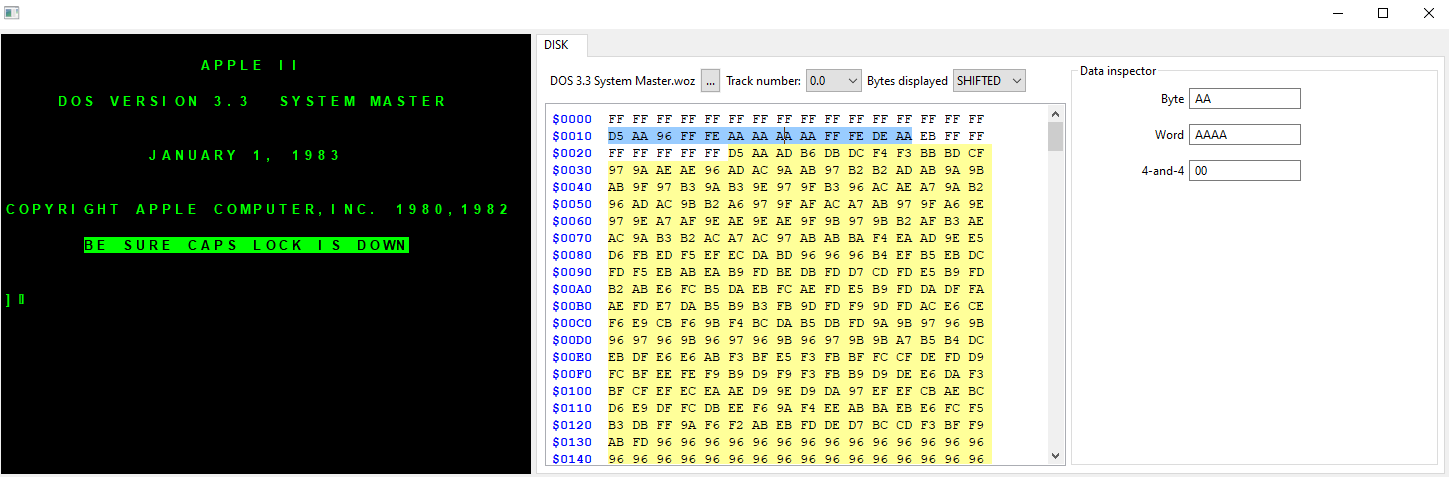 APPLE II
DOS VERSION 3.3 SYSTEM MASTER
JANUARY 1, 1983
COPYRIGHT APPLE COMPUTER,INC. 1980,1982
BE SURE CAPS LOCK IS DOWN
]
DISK
DOS 3.3 System Master.woz ... Track number: 0.0 Bytes displayed SHIFTED
$0000 FF FF FF FF FF FF FF FF FF FF FF FF FF FF FF FF
$0010 D5 AA 96 FF FE AA AA AA AA FF FE DE AA EB FF FF
$0020 FF FF FF FF FF D5 AA AD B6 DB DC F4 F3 BB BD CF
$0030 97 9A AE AE 96 AD AC 9A AB 97 B2 B2 AD AB 9A 9B
$0040 AB 9F 97 B3 9A B3 9E 97 9F B3 96 AC AE A7 9A B2
$0050 96 AD AC 9B B2 A6 97 9F AF AC A7 AB 97 9F A6 9E
$0060 97 9E A7 AF 9E AE 9E AE 9F 9B 97 9B B2 AF B3 AE
$0070 AC 9A B3 B2 AC A7 AC 97 AB AB BA F4 EA AD 9E E5
$0080 D6 FB ED F5 EF EC DA BD 96 96 96 B4 EF B5 EB DC
$0090 FD F5 EB AB EA B9 FD BE DB FD D7 CD FD E5 B9 FD
$00A0 B2 AB E6 FC B5 DA EB FC AE FD E5 B9 FD DA DF FA
$00B0 AE FD E7 DA B5 B9 B3 FB 9D FD F9 9D FD AC E6 CE
$00C0 F6 E9 CB F6 9B F4 BC DA B5 DB FD 9A 9B 97 96 9B
$00D0 96 97 96 9B 96 97 96 9B 96 97 9B 9B A7 B5 B4 DC
$00E0 EB DF E6 E6 AB F3 BF E5 F3 FB BF FC CF DE FD D9
$00F0 FC BF EE FE F9 B9 D9 F9 F3 FB B9 D9 DE E6 DA F3
$0100 BF CF EF EC EA AE D9 9E D9 DA 97 EF EF CB AE BC
$0110 D6 E9 DF FC DB EE F6 9A F4 EE AB BA EB E6 FC F5
$0120 B3 DB FF 9A F6 F2 AB EB FD DE D7 BC CD F3 BF F9
$0130 AB FD 96 96 96 96 96 96 96 96 96 96 96 96 96 96
$0140 96 96 96 96 96 96 96 96 96 96 96 96 96 96 96 96
Data inspector
Byte AA
Word AAAA
4-and-4 00